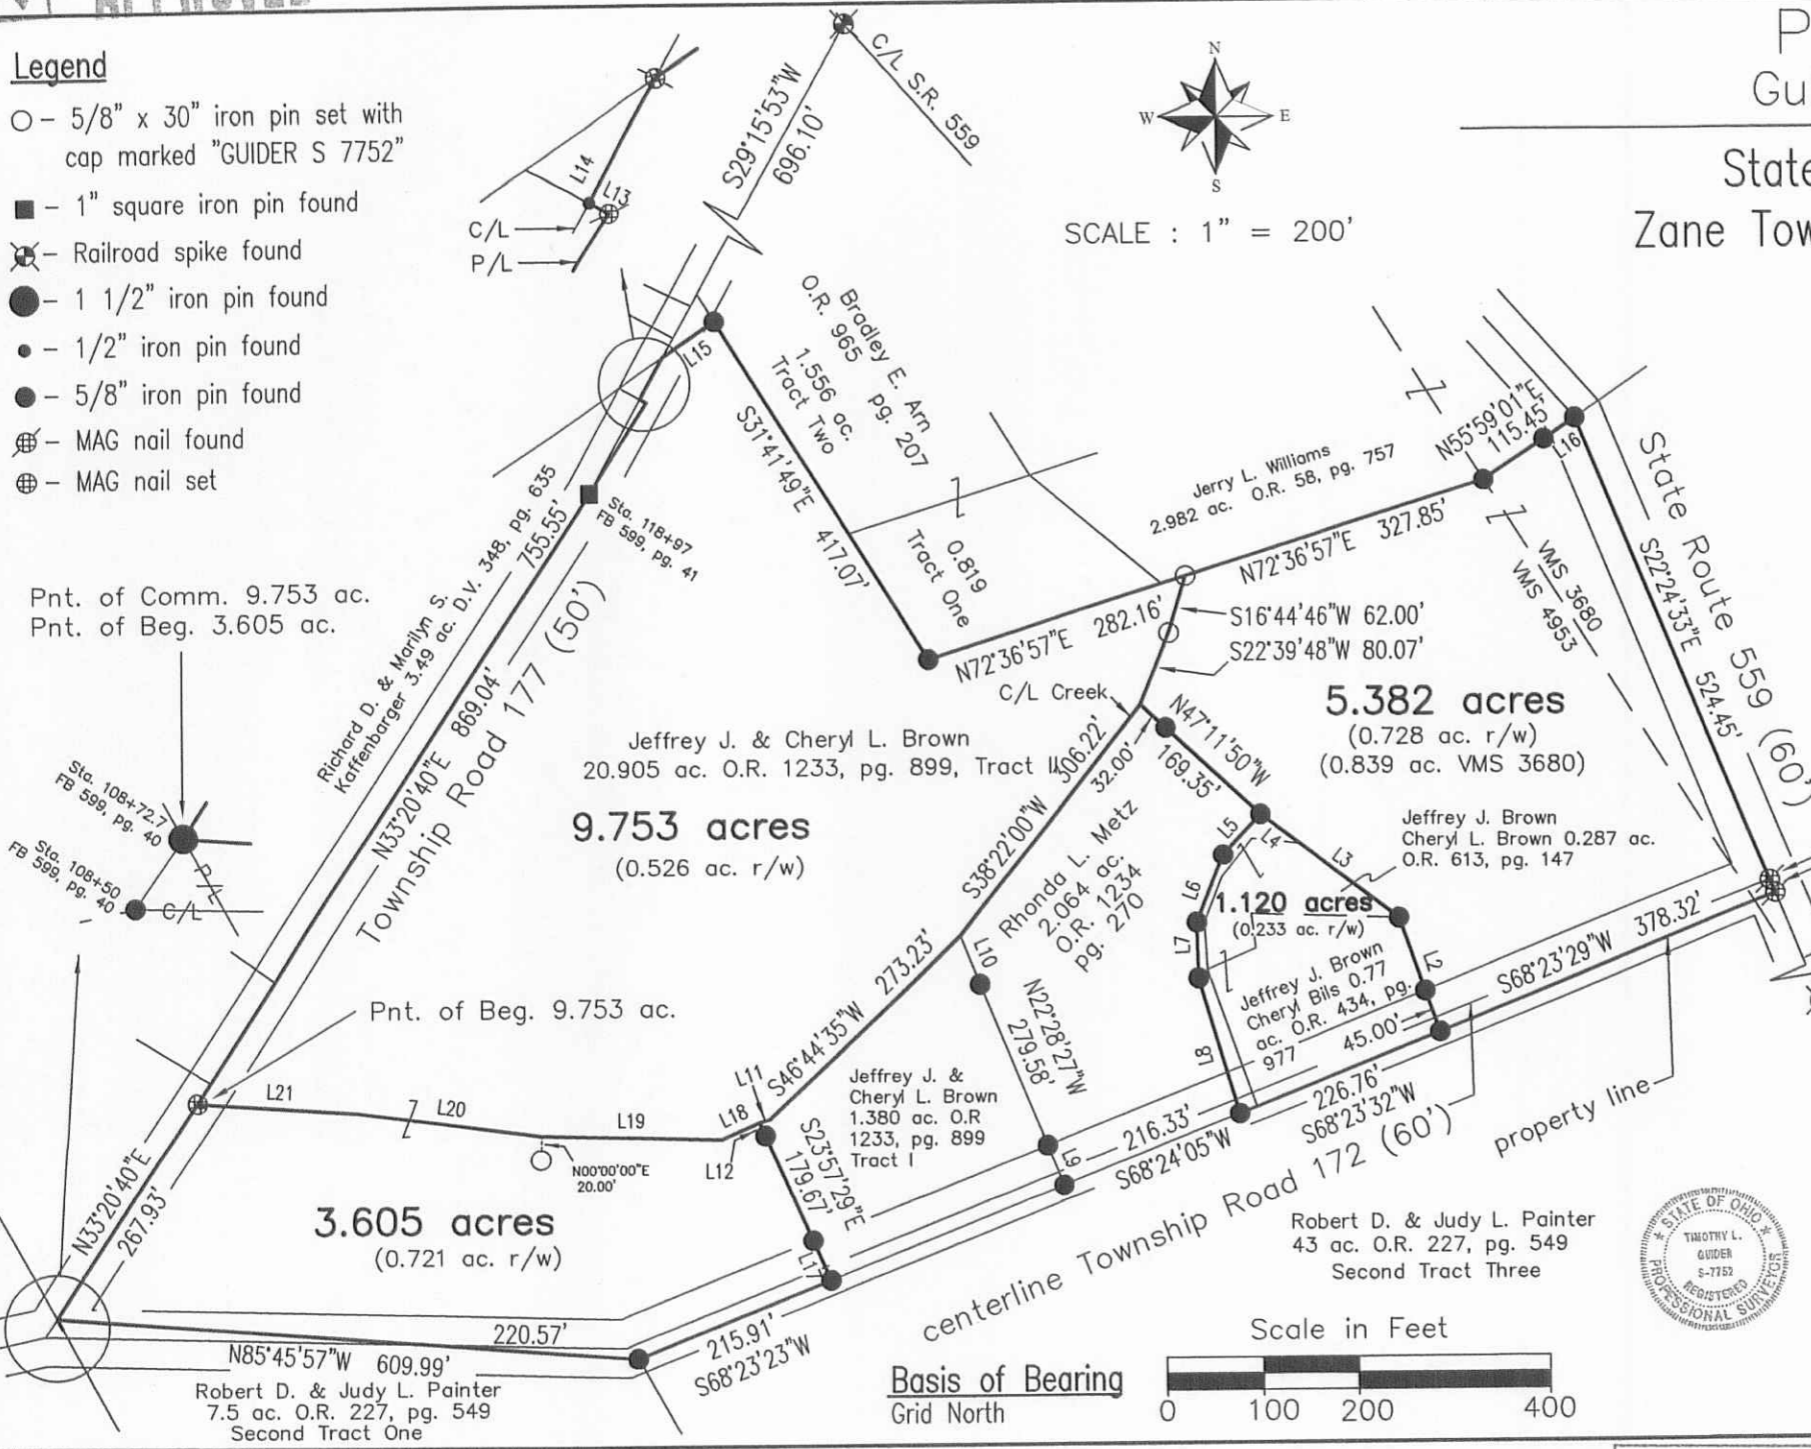 APPROVED
Legend
5/8" x 30" iron pin set with
cap marked "GUIDER S 7752"
1" square iron pin found
Railroad spike found
1 1/2" iron pin found
1/2" iron pin found
5/8" iron pin found
MAG nail found
MAG nail set
L14
L13
C/L
P/L
S29°15'53"W
696.10'
C/L S.R. 559
N
W
E
S
SCALE : 1" = 200'
P
Gu
State
Zane Tow
L15
Bradley E. Arn
O.R. 965 pg. 207
1.556 ac.
Tract Two
S31°41'49"E 417.07'
0.819
Tract One
Jerry L. Williams
2.982 ac. O.R. 58, pg. 757
N55°59'01"E
115.45'
L16
N72°36'57"E 327.85'
N72°36'57"E 282.16'
State Route 559 (60')
S22°24'33"E 524.45'
VMS 3680
VMS 4953
Sta. 118+97
FB 599, pg. 41
Pnt. of Comm. 9.753 ac.
Pnt. of Beg. 3.605 ac.
Richard D. & Marilyn S.
Kaffenbarger 3.49 ac. D.V. 348, pg. 635
755.55'
N33°20'40"E 869.04'
Township Road 177 (50')
S16°44'46"W 62.00'
S22°39'48"W 80.07'
C/L Creek
5.382 acres
(0.728 ac. r/w)
(0.839 ac. VMS 3680)
Jeffrey J. & Cheryl L. Brown
20.905 ac. O.R. 1233, pg. 899, Tract II
9.753 acres
(0.526 ac. r/w)
S38°22'00"W 306.22'
32.00'
N47°11'50"W
169.35'
Rhonda L. Metz
2.064 ac.
O.R. 1234
pg. 270
Jeffrey J. Brown
Cheryl L. Brown 0.287 ac.
O.R. 613, pg. 147
L5
L4
L3
L6
L7
L2
L8
1.120 acres
(0.233 ac. r/w)
Jeffrey J. Brown
Cheryl Bils 0.77
ac. O.R. 434, pg.
977
45.00'
S68°23'29"W 378.32'
Sta. 108+72.7
FB 599, pg. 40
Sta. 108+50
FB 599, pg. 40
C/L
Pnt. of Beg. 9.753 ac.
L10
N22°28'27"W
279.58'
S46°44'35"W 273.23'
L21
L20
L19
L18
L11
L12
N00°00'00"E
20.00'
Jeffrey J. &
Cheryl L. Brown
1.380 ac. O.R
1233, pg. 899
Tract I
S23°57'29"E
179.67'
L9
216.33'
S68°24'05"W
226.76'
S68°23'32"W
property line
centerline Township Road 172 (60')
3.605 acres
(0.721 ac. r/w)
N33°20'40"E
267.93'
L17
Robert D. & Judy L. Painter
43 ac. O.R. 227, pg. 549
Second Tract Three
STATE OF OHIO
TIMOTHY L.
GUIDER
S-7752
REGISTERED
PROFESSIONAL SURVEYOR
220.57'
N85°45'57"W 609.99'
215.91'
S68°23'23"W
Robert D. & Judy L. Painter
7.5 ac. O.R. 227, pg. 549
Second Tract One
Basis of Bearing
Grid North
Scale in Feet
0 100 200 400